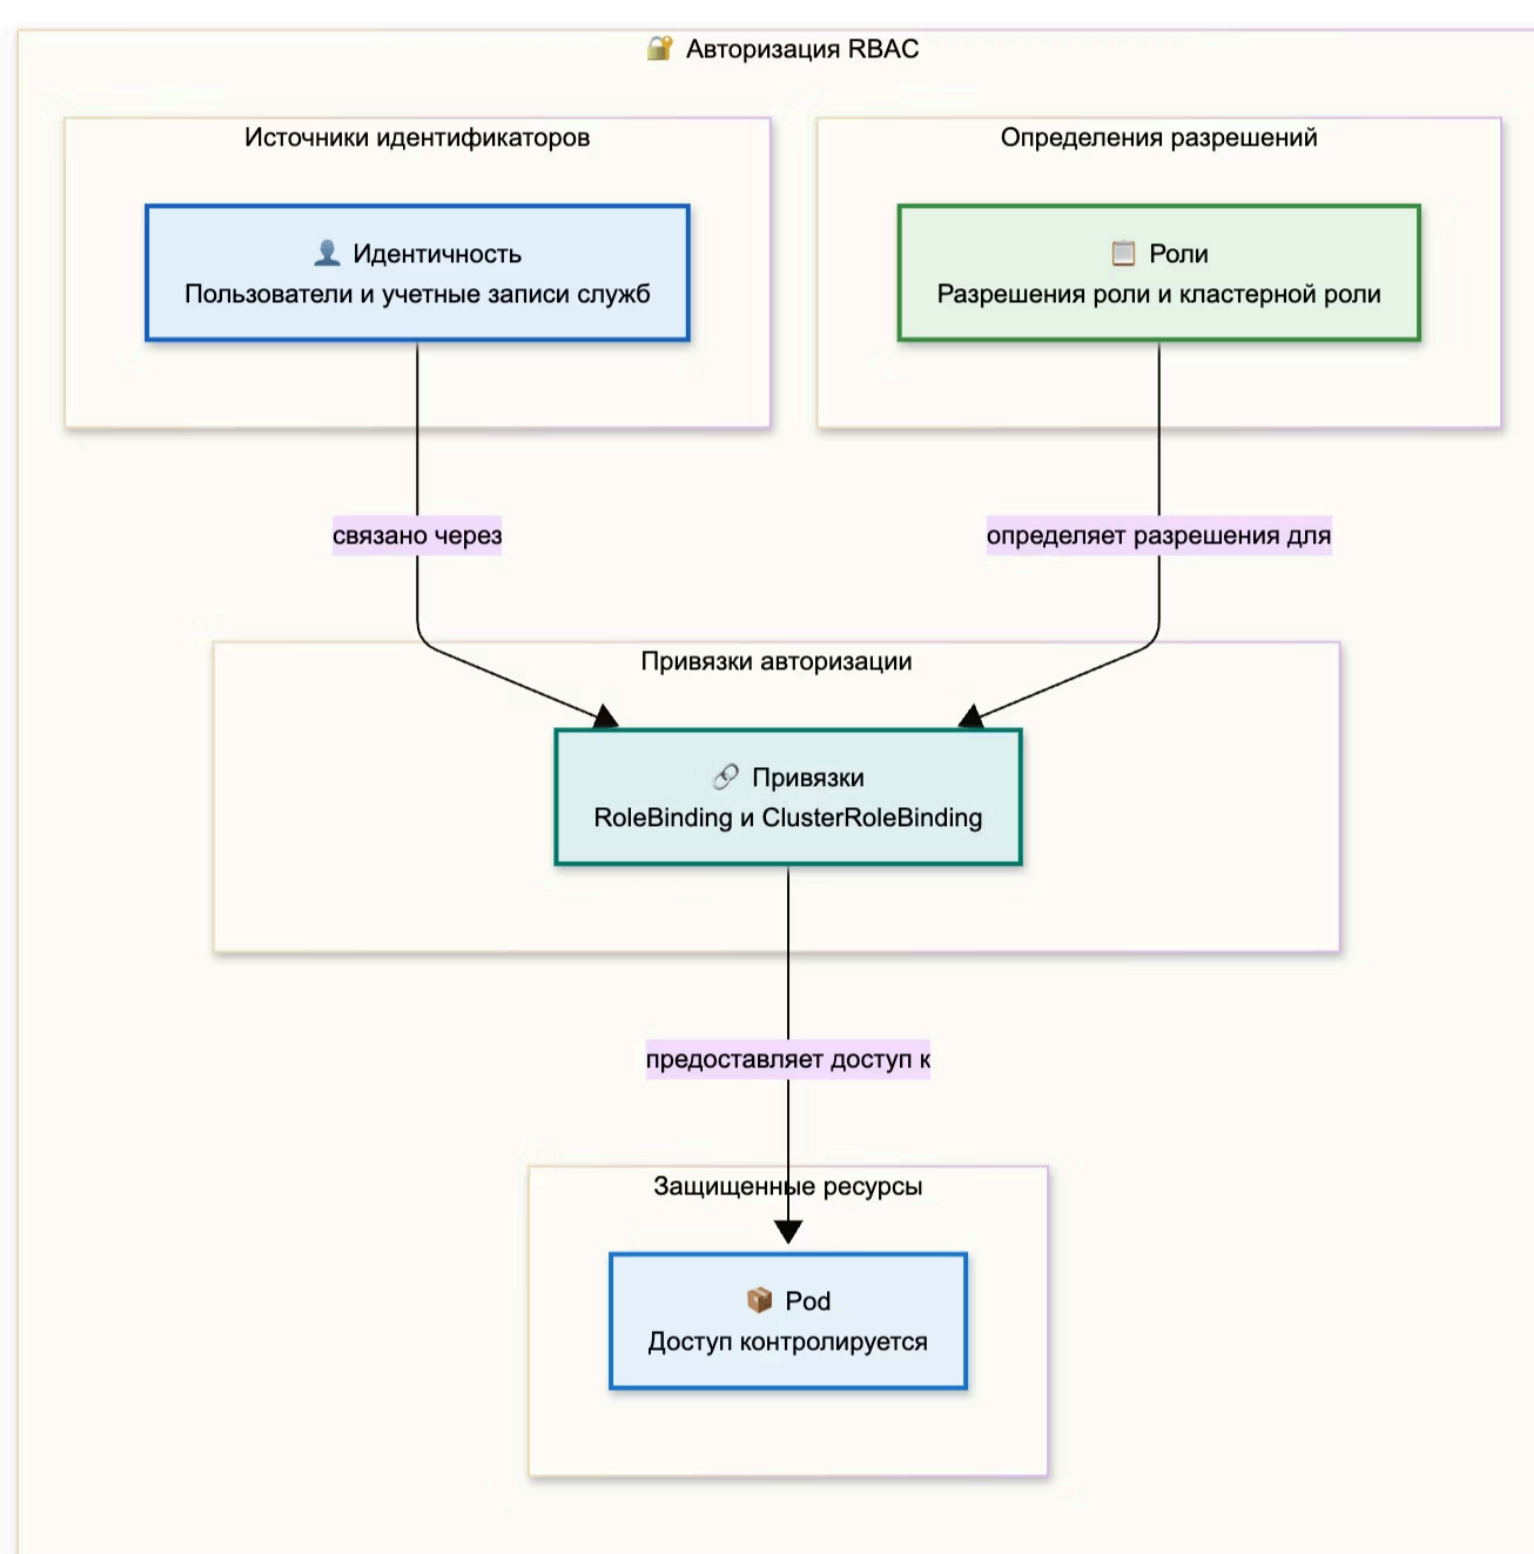 Авторизация RBAC
Источники идентификаторов
Определения разрешений
Идентичность
Пользователи и учетные записи служб
Роли
Разрешения роли и кластерной роли
связано через
определяет разрешения для
Привязки авторизации
Привязки
RoleBinding и ClusterRoleBinding
предоставляет доступ к
Защищенные ресурсы
Pod
Доступ контролируется